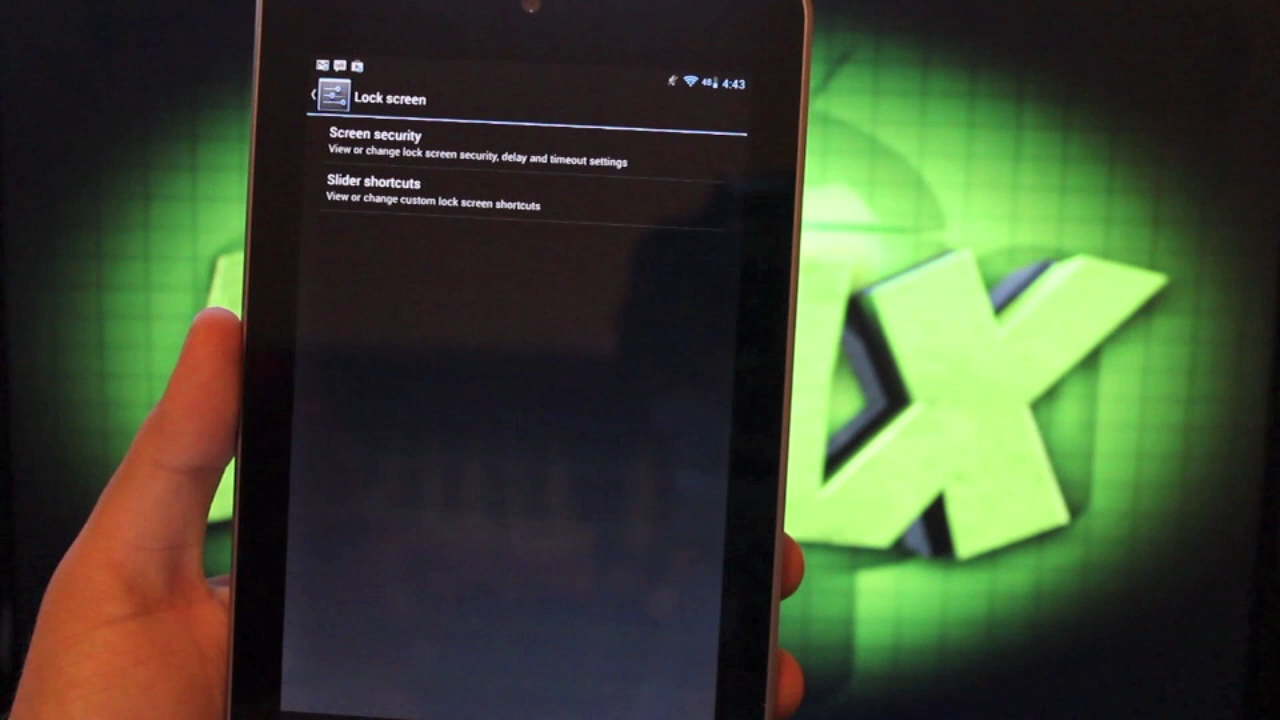 48 4:43
Lock screen
Screen security
View or change lock screen security, delay and timeout settings
Slider shortcuts
View or change custom lock screen shortcuts
X